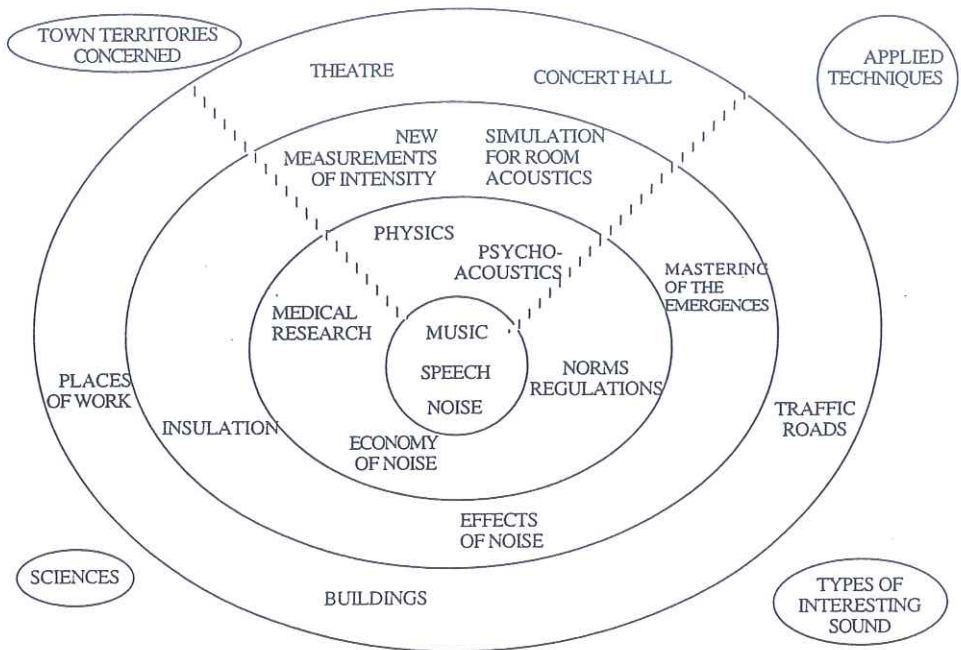 TOWN TERRITORIES
CONCERNED
APPLIED
TECHNIQUES
THEATRE
CONCERT HALL
NEW
MEASUREMENTS
OF INTENSITY
SIMULATION
FOR ROOM
ACOUSTICS
PHYSICS
PSYCHO-
ACOUSTICS
MASTERING
OF THE
EMERGENCES
MEDICAL
RESEARCH
MUSIC
SPEECH
NOISE
NORMS
REGULATIONS
PLACES
OF WORK
INSULATION
TRAFFIC
ROADS
ECONOMY
OF NOISE
EFFECTS
OF NOISE
SCIENCES
BUILDINGS
TYPES OF
INTERESTING
SOUND